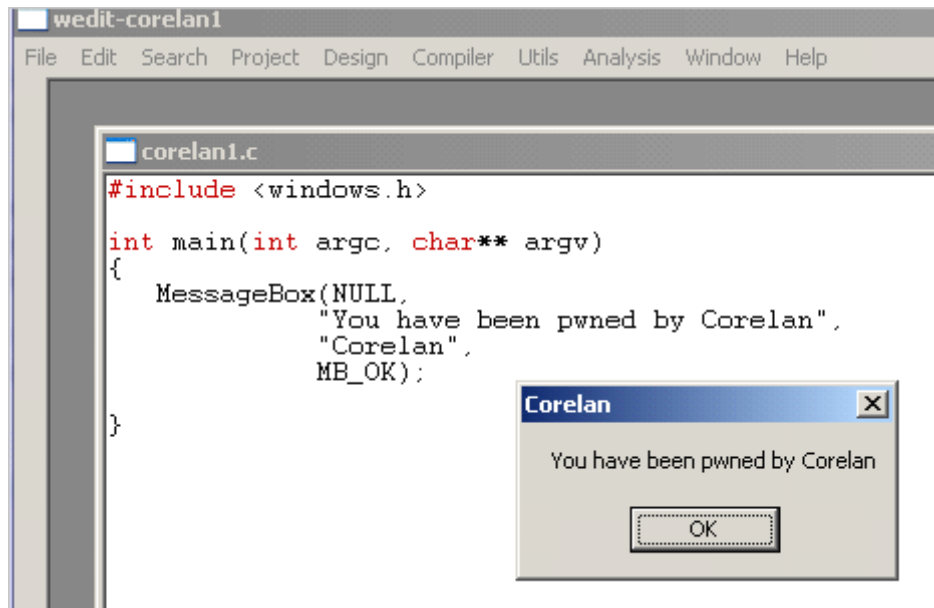 wedit-corelan1
File Edit Search Project Design Compiler Utils Analysis Window Help
corelan1.c
#include <windows.h>
int main(int argc, char** argv)
{
MessageBox(NULL,
"You have been pwned by Corelan",
"Corelan",
MB_OK);
}
Corelan
You have been pwned by Corelan
OK